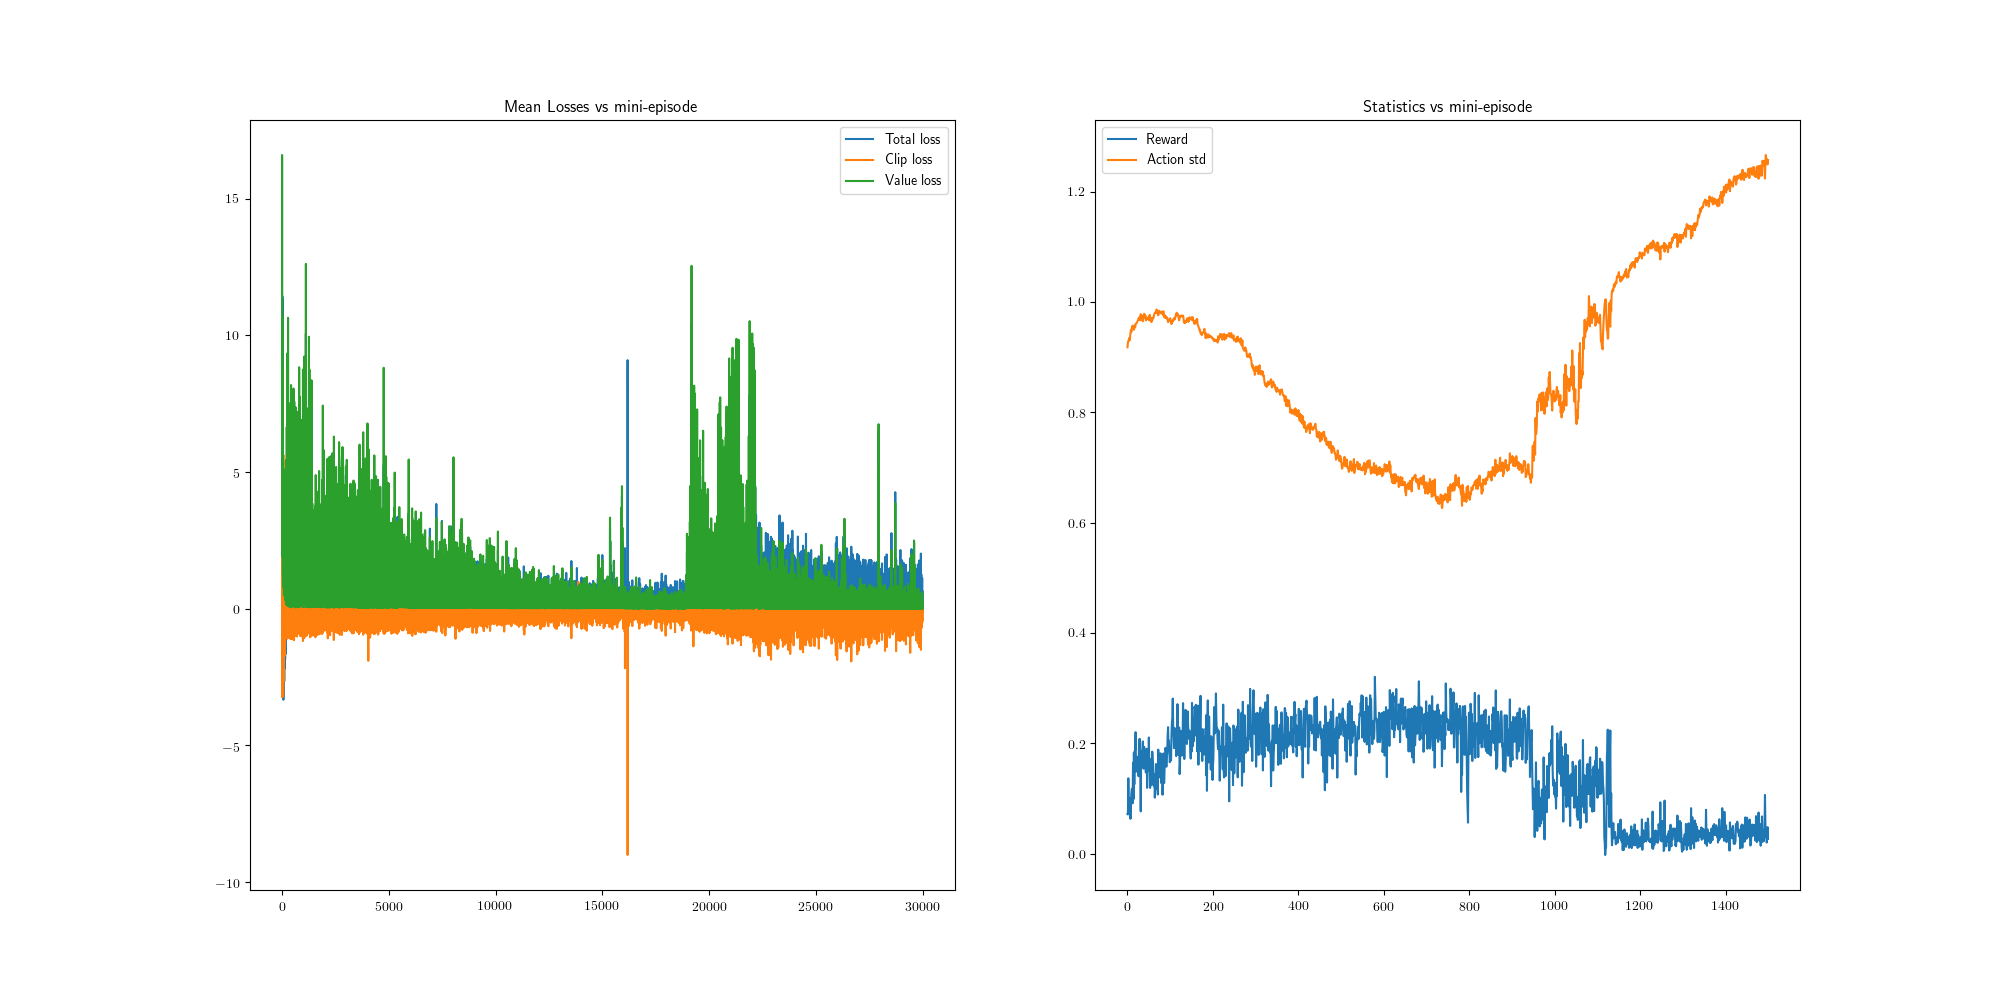 Mean Losses vs mini-episode
Total loss
Clip loss
Value loss
15
10
5
0
−5
−10
0 5000 10000 15000 20000 25000 30000
Statistics vs mini-episode
Reward
Action std
1.2
1.0
0.8
0.6
0.4
0.2
0.0
0 200 400 600 800 1000 1200 1400